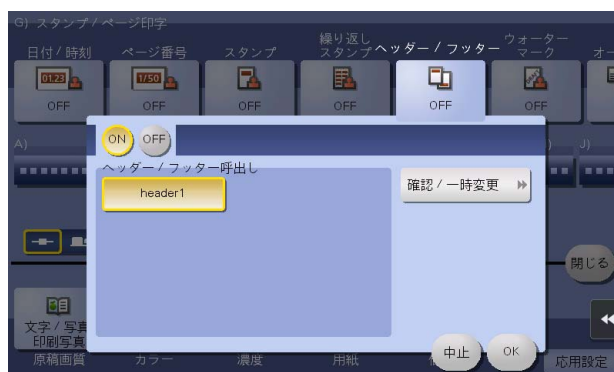 G) スタンプ / ページ印字
日付 / 時刻
ページ番号
スタンプ
繰り返し
スタンプ
ヘッダー / フッター
ウォーター
マーク
オー
01.23
1/50
OFF
OFF
OFF
OFF
OFF
OFF
ON
OFF
A)
J)
ヘッダー / フッター呼出し
header1
確認 / 一時変更
閉じる
文字 / 写真
印刷写真
中止
OK
原稿画質
カラー
濃度
用紙
応用設定